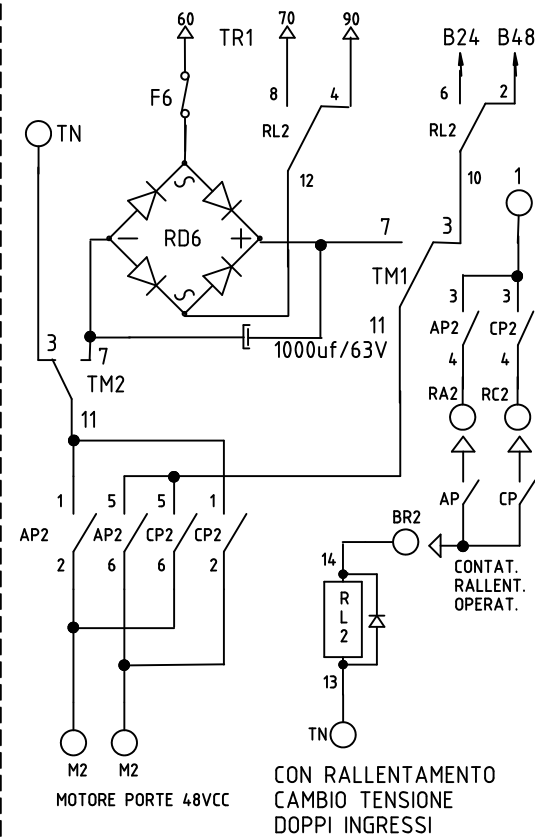 60
70
90
TR1
B24
B48
F6
8
4
6
2
RL2
RL2
TN
12
10
1
RD6
7
3
TM1
3
3
11
AP2
CP2
1000uf/63V
3
7
4
4
TM2
RA2
RC2
11
1
5
5
1
AP
CP
BR2
AP2
AP2
CP2
CP2
2
6
6
2
14
CONTAT.
RALLENT.
OPERAT.
RL2
13
TN
M2
M2
MOTORE PORTE 48VCC
CON RALLENTAMENTO
CAMBIO TENSIONE
DOPPI INGRESSI